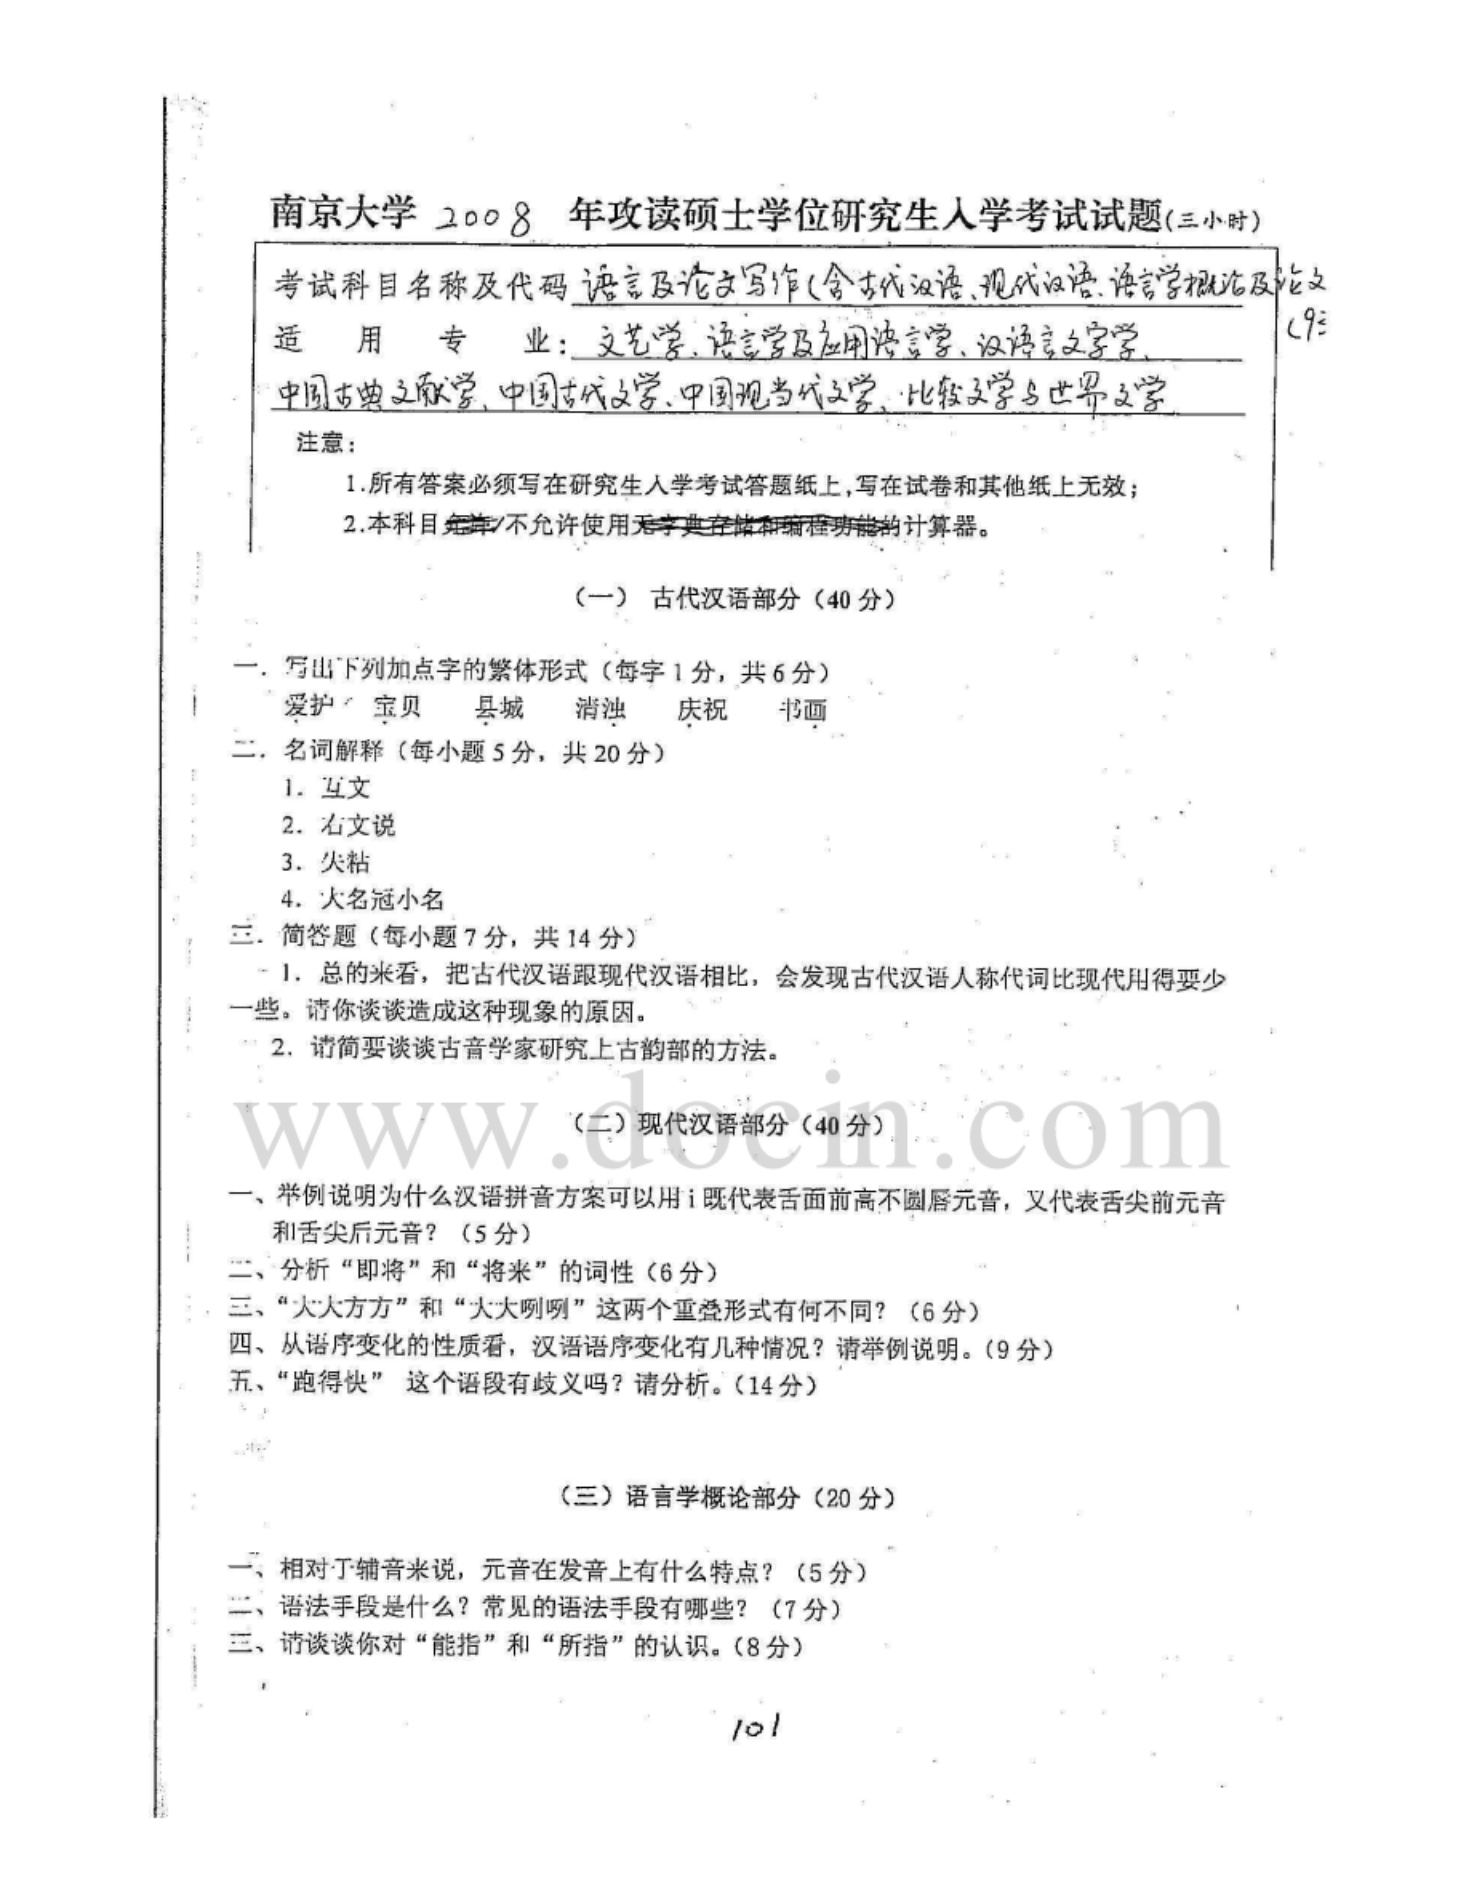 南京大学 2008 年攻读硕士学位研究生入学考试试题(三小时)
考试科目名称及代码 语言及论文写作(含古代汉语、现代汉语、语言学概论及论文
(93
适用专业：文艺学、语言学及应用语言学、汉语言文字学、
中国古典文献学、中国古代文学、中国现当代文学、比较文学与世界文学
注意：
1.所有答案必须写在研究生入学考试答题纸上,写在试卷和其他纸上无效；
2.本科目允许/不允许使用无字典存储和编程功能的计算器。
（一） 古代汉语部分（40 分）
一．写出下列加点字的繁体形式（每字 1 分，共 6 分）
爱护 宝贝 县城 清浊 庆祝 书画
二．名词解释（每小题 5 分，共 20 分）
1．互文
2．右文说
3．失粘
4．大名冠小名
三．简答题（每小题 7 分，共 14 分）
1．总的来看，把古代汉语跟现代汉语相比，会发现古代汉语人称代词比现代用得要少
一些。请你谈谈造成这种现象的原因。
2．请简要谈谈古音学家研究上古韵部的方法。
www.docin.com
（二）现代汉语部分（40 分）
一、举例说明为什么汉语拼音方案可以用 i 既代表舌面前高不圆唇元音，又代表舌尖前元音
和舌尖后元音？（5 分）
二、分析“即将”和“将来”的词性（6 分）
三、“大大方方”和“大大咧咧”这两个重叠形式有何不同？（6 分）
四、从语序变化的性质看，汉语语序变化有几种情况？请举例说明。（9 分）
五、“跑得快” 这个语段有歧义吗？请分析。（14 分）
（三）语言学概论部分（20 分）
一、相对于辅音来说，元音在发音上有什么特点？（5 分）
二、语法手段是什么？常见的语法手段有哪些？（7 分）
三、请谈谈你对“能指”和“所指”的认识。（8 分）
101